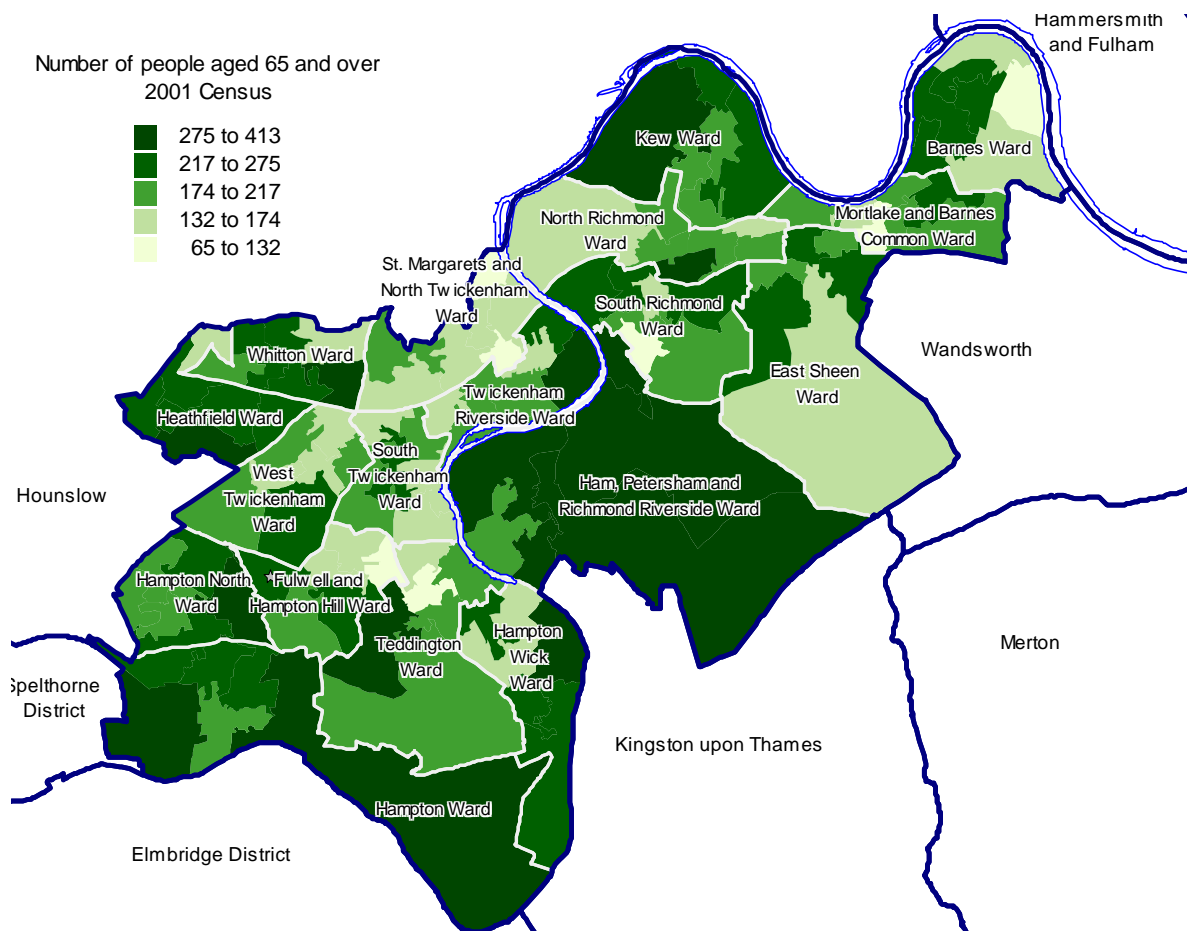 Hammersmith
and Fulham
Number of people aged 65 and over
2001 Census
275 to 413
217 to 275
174 to 217
132 to 174
65 to 132
Kew Ward
Barnes Ward
North Richmond
Ward
Mortlake and Barnes
Common Ward
St. Margarets and
North Twickenham
Ward
South Richmond
Ward
Whitton Ward
Wandsworth
East Sheen
Ward
Twickenham
Riverside Ward
Heathfield Ward
South
Twickenham
Ward
West
Twickenham
Ward
Ham, Petersham and
Richmond Riverside Ward
Hounslow
Hampton North
Ward
Fulwell and
Hampton Hill Ward
Teddington
Ward
Hampton
Wick
Ward
Merton
Spelthorne
District
Kingston upon Thames
Hampton Ward
Elmbridge District